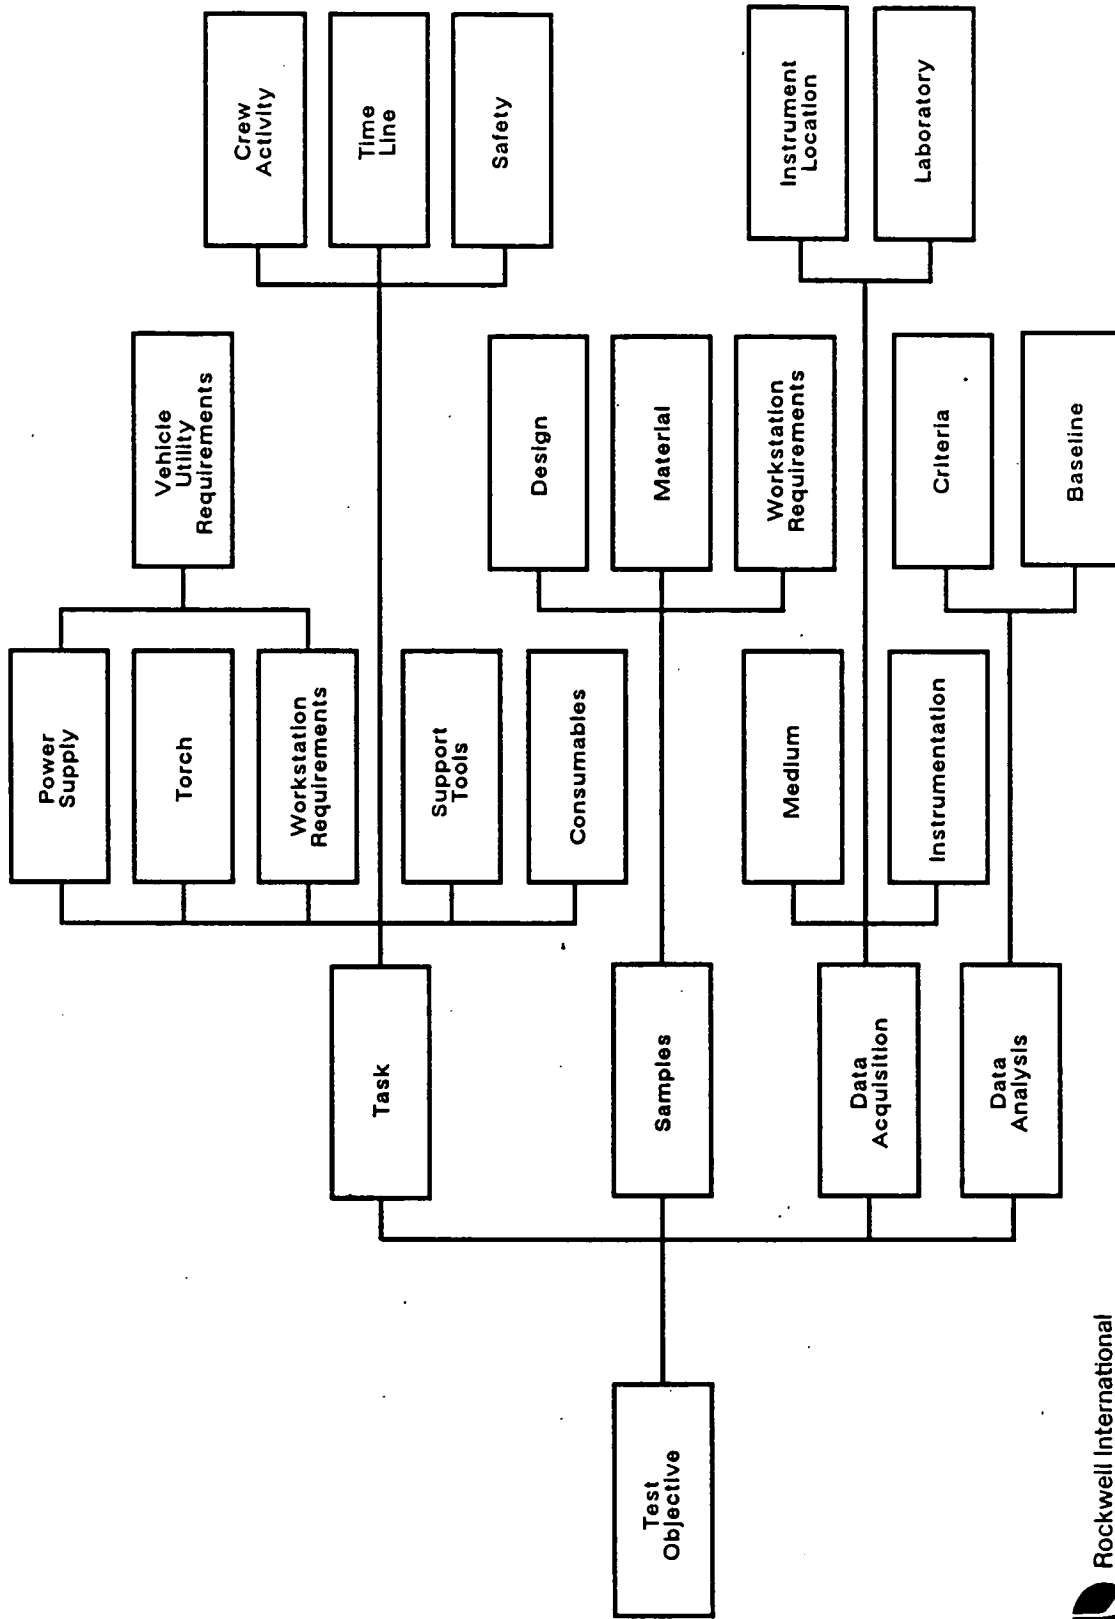 Test
Objective
Task
Samples
Data
Acquisition
Data
Analysis
Power
Supply
Torch
Workstation
Requirements
Support
Tools
Consumables
Medium
Instrumentation
Vehicle
Utility
Requirements
Design
Material
Workstation
Requirements
Criteria
Baseline
Crew
Activity
Time
Line
Safety
Instrument
Location
Laboratory
Rockwell International